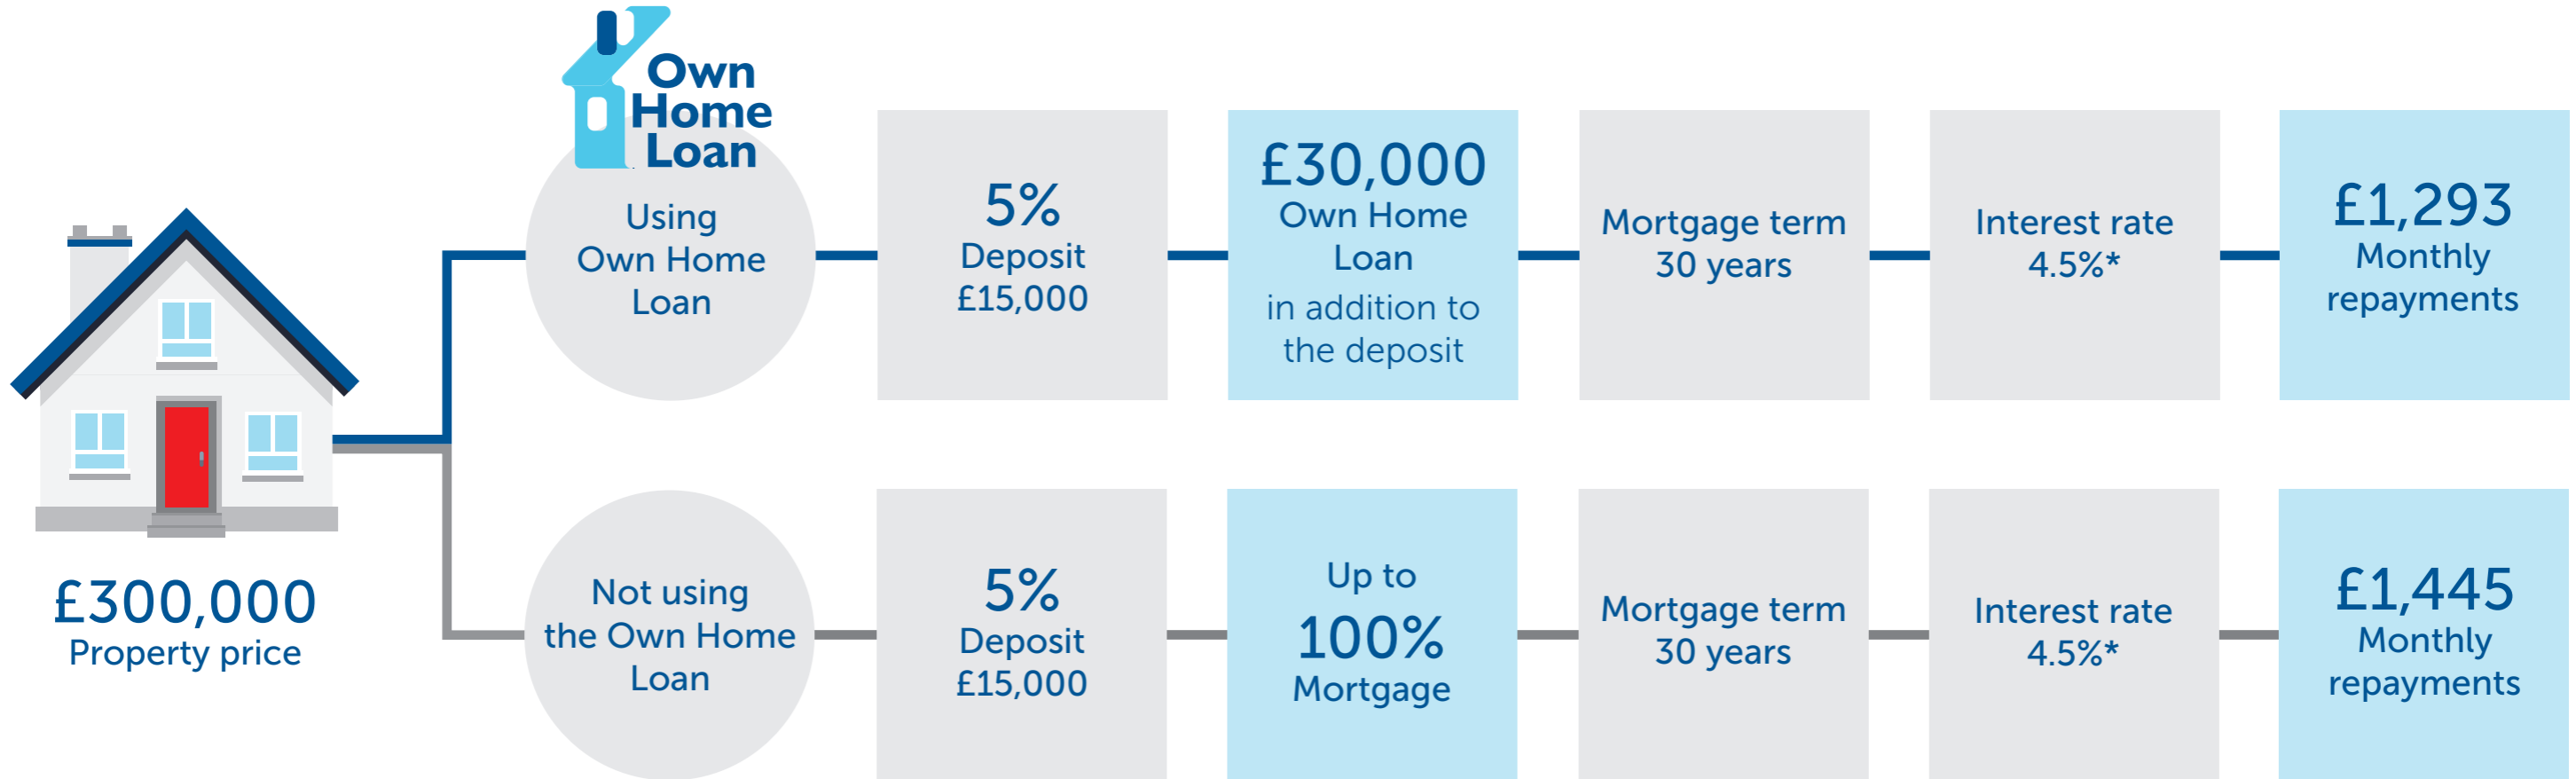 Own
Home
Loan
Using
Own Home
Loan
5%
Deposit
£15,000
£30,000
Own Home
Loan
in addition to
the deposit
Mortgage term
30 years
Interest rate
4.5%*
£1,293
Monthly
repayments
£300,000
Property price
Not using
the Own Home
Loan
5%
Deposit
£15,000
Up to
100%
Mortgage
Mortgage term
30 years
Interest rate
4.5%*
£1,445
Monthly
repayments